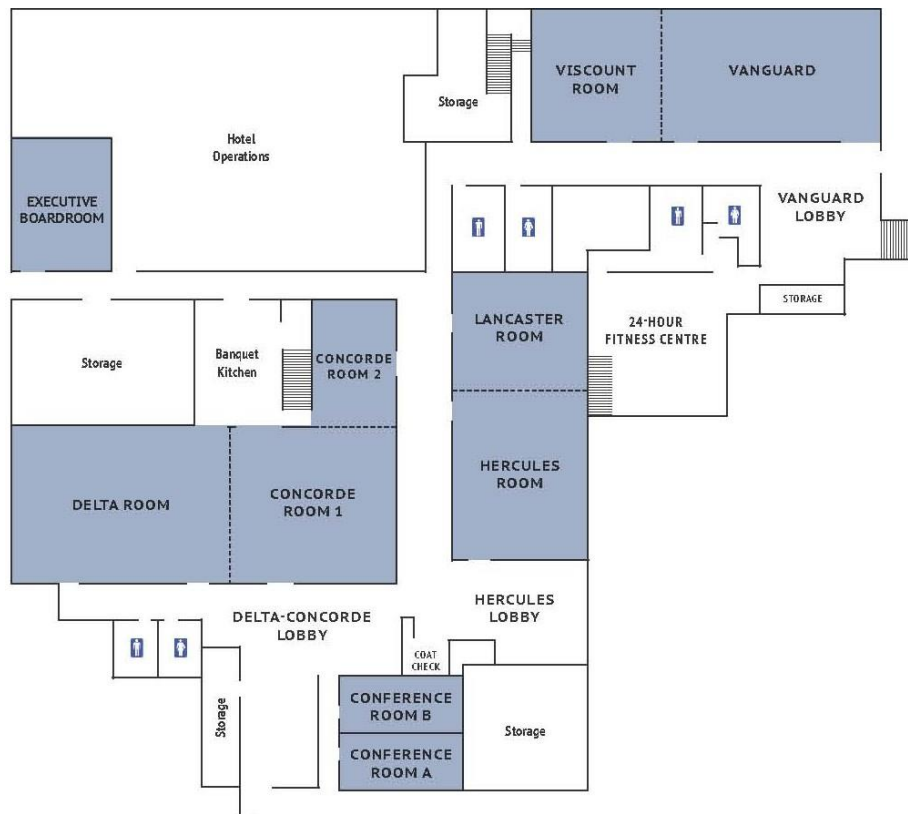 VISCOUNT
ROOM
VANGUARD
Storage
Hotel
Operations
EXECUTIVE
BOARDROOM
VANGUARD
LOBBY
STORAGE
LANCASTER
ROOM
24-HOUR
FITNESS CENTRE
Storage
Banquet
Kitchen
CONCORDE
ROOM 2
HERCULES
ROOM
DELTA ROOM
CONCORDE
ROOM 1
HERCULES
LOBBY
DELTA-CONCORDE
LOBBY
COAT
CHECK
Storage
CONFERENCE
ROOM B
Storage
CONFERENCE
ROOM A